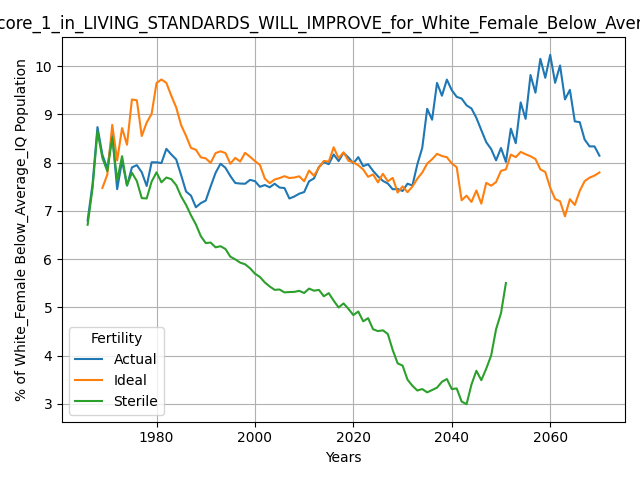 core_1_in_LIVING_STANDARDS_WILL_IMPROVE_for_White_Female_Below_Aver
% of White_Female Below_Average_IQ Population
10
9
8
7
6
5
4
3
Fertility
Actual
Ideal
Sterile
1980 2000 2020 2040 2060
Years